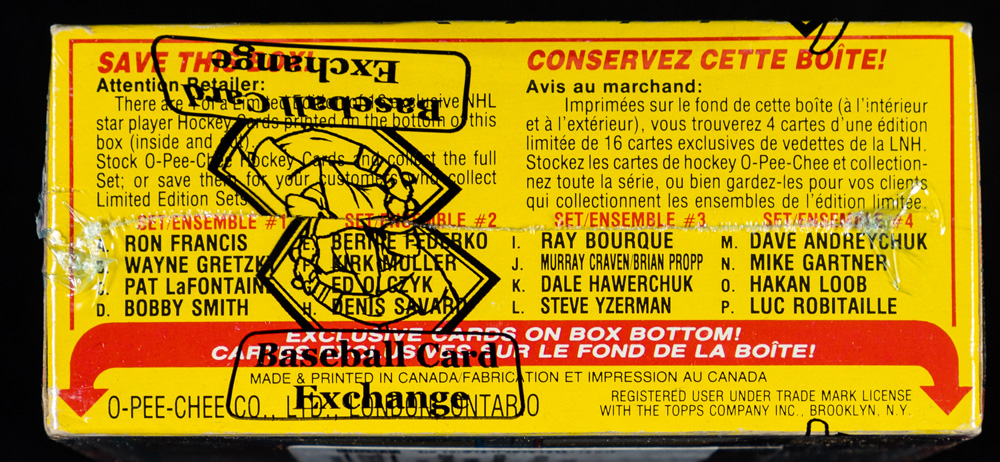 SAVE THIS BOX!
Attention Retailer:
There are 4 of a Limited Edition of 16 exclusive NHL
star player Hockey Cards printed on the bottom of this
box (inside and out).
Stock O-Pee-Chee Hockey Cards and collect the full
Set; or save them for your customers who collect
Limited Edition Sets
CONSERVEZ CETTE BOÎTE!
Avis au marchand:
Imprimées sur le fond de cette boîte (à l'intérieur
et à l'extérieur), vous trouverez 4 cartes d'une édition
limitée de 16 cartes exclusives de vedettes de la LNH.
Stockez les cartes de hockey O-Pee-Chee et collection-
nez toute la série, ou bien gardez-les pour vos clients
qui collectionnent les ensembles de l'édition limitée.
SET/ENSEMBLE #1
A. RON FRANCIS
B. WAYNE GRETZKY
C. PAT LaFONTAINE
D. BOBBY SMITH
SET/ENSEMBLE #2
E. BERNIE FEDERKO
KIRK MULLER
ED OLCZYK
H. DENIS SAVARD
SET/ENSEMBLE #3
I. RAY BOURQUE
J. MURRAY CRAVEN/BRIAN PROPP
K. DALE HAWERCHUK
L. STEVE YZERMAN
SET/ENSEMBLE #4
M. DAVE ANDREYCHUK
N. MIKE GARTNER
O. HAKAN LOOB
P. LUC ROBITAILLE
EXCLUSIVE CARDS ON BOX BOTTOM!
CARTES EXCLUSIVES SUR LE FOND DE LA BOÎTE!
MADE & PRINTED IN CANADA/FABRICATION ET IMPRESSION AU CANADA
O-PEE-CHEE CO., LTD., LONDON, ONTARIO
REGISTERED USER UNDER TRADE MARK LICENSE
WITH THE TOPPS COMPANY INC., BROOKLYN, N.Y.
Baseball Card
Exchange
Baseball Card
Exchange